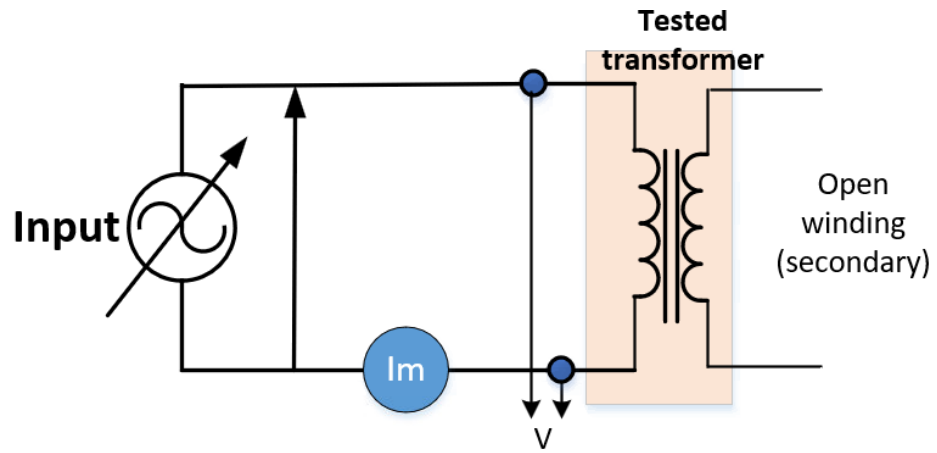 Tested
transformer
Input
Open
winding
(secondary)
Im
V